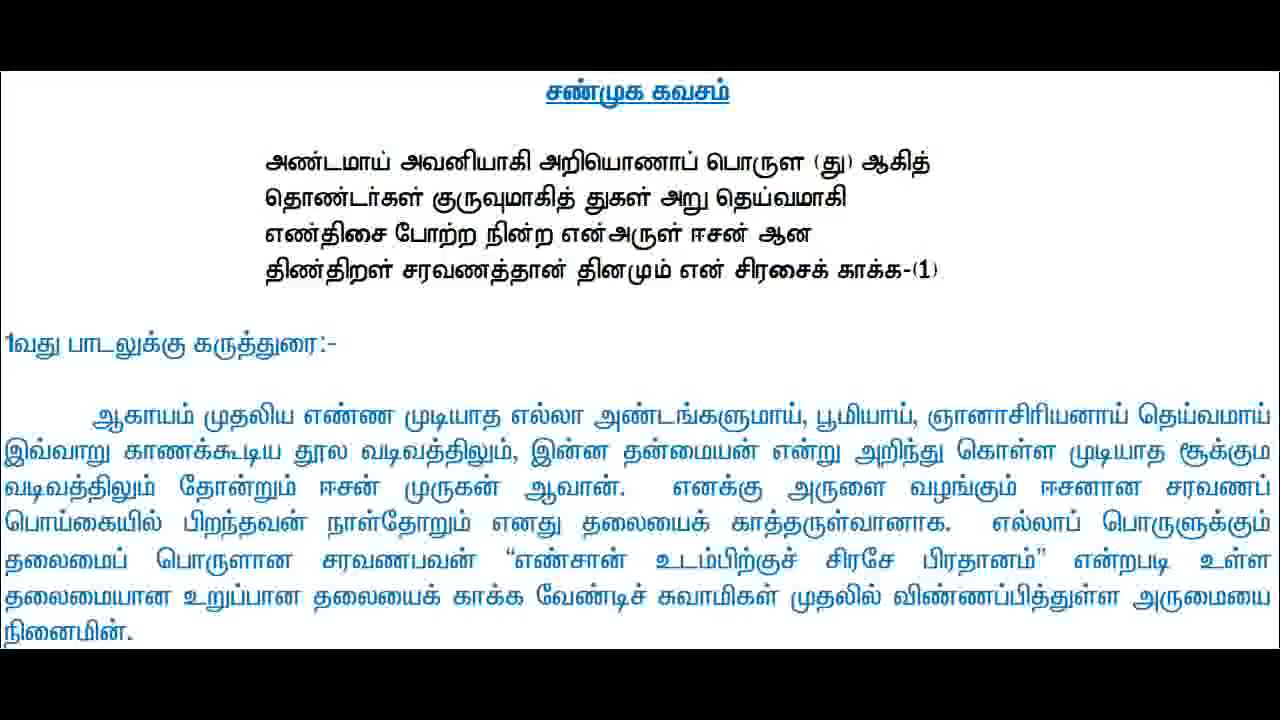 சண்முக கவசம்
அண்டமாய் அவனியாகி அறியொணாப் பொருள (து) ஆகித்
தொண்டர்கள் குருவுமாகித் துகள் அறு தெய்வமாகி
எண்திசை போற்ற நின்ற என்அருள் ஈசன் ஆன
திண்திறள் சரவணத்தான் தினமும் என் சிரசைக் காக்க-(1)
1வது பாடலுக்கு கருத்துரை:-
ஆகாயம் முதலிய எண்ண முடியாத எல்லா அண்டங்களுமாய், பூமியாய், ஞானாசிரியனாய் தெய்வமாய்
இவ்வாறு காணக்கூடிய தூல வடிவத்திலும், இன்ன தன்மையன் என்று அறிந்து கொள்ள முடியாத சூக்கும
வடிவத்திலும் தோன்றும் ஈசன் முருகன் ஆவான். எனக்கு அருளை வழங்கும் ஈசனான சரவணப்
பொய்கையில் பிறந்தவன் நாள்தோறும் எனது தலையைக் காத்தருள்வானாக. எல்லாப் பொருளுக்கும்
தலைமைப் பொருளான சரவணபவன் “எண்சான் உடம்பிற்குச் சிரசே பிரதானம்” என்றபடி உள்ள
தலைமையான உறுப்பான தலையைக் காக்க வேண்டிச் சுவாமிகள் முதலில் விண்ணப்பித்துள்ள அருமையை
நினைமின்.